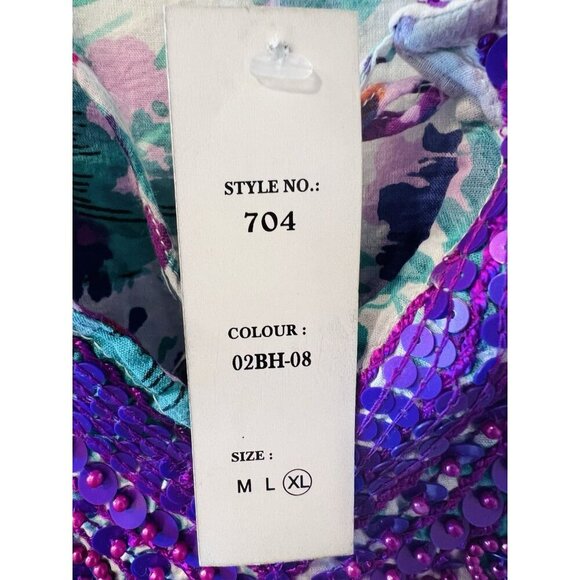 STYLE NO.:
704
COLOUR :
02BH-08
SIZE :
M L XL